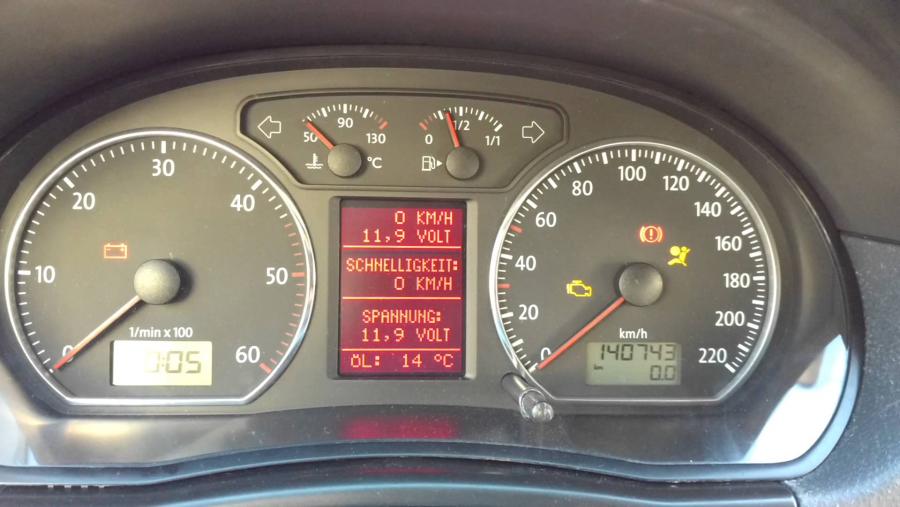 50 90 130
°C
0 1/2 1/1
10 20 30 40 50 60
0
1/min x 100
0:05
0 KM/H
11,9 VOLT
SCHNELLIGKEIT:
0 KM/H
SPANNUNG:
11,9 VOLT
ÖL: 14 °C
0 20 40 60 80 100 120 140 160 180 200 220
km/h
140743
km 0.0